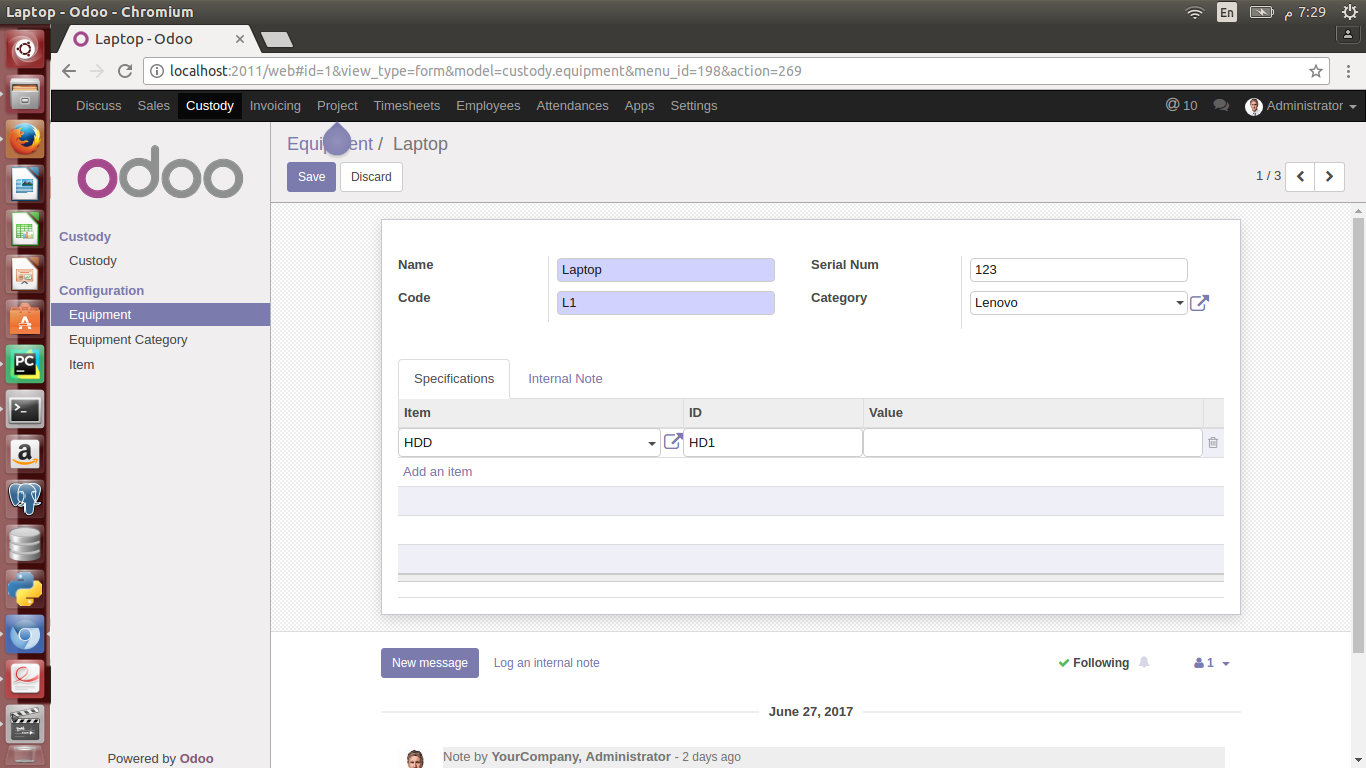 Laptop - Odoo - Chromium
En 7:29 م
Laptop - Odoo
localhost:2011/web#id=1&view_type=form&model=custody.equipment&menu_id=198&action=269
Discuss Sales Custody Invoicing Project Timesheets Employees Attendances Apps Settings @ 10 Administrator
odoo
Custody
Custody
Configuration
Equipment
Equipment Category
Item
Powered by Odoo
/ Laptop
Save Discard 1 / 3
Name Laptop Serial Num 123
Code L1 Category Lenovo
Specifications Internal Note
Item ID Value
HDD HD1
Add an item
New message Log an internal note Following 1
June 27, 2017
Note by YourCompany, Administrator - 2 days ago